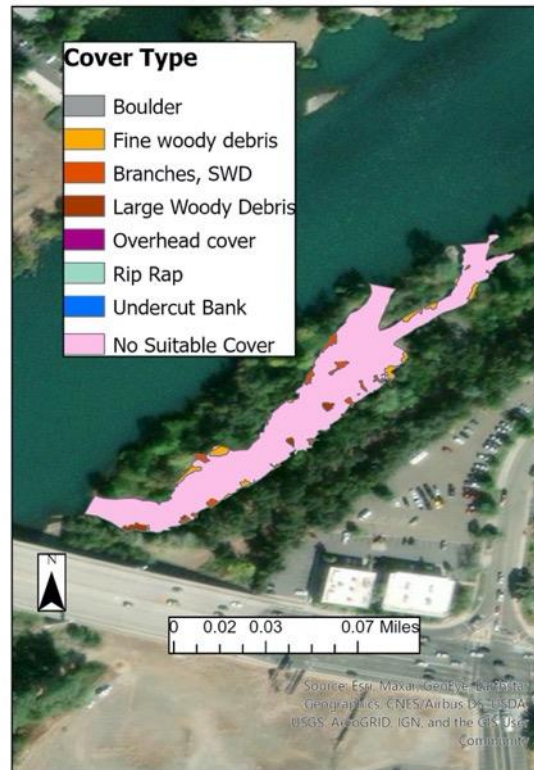 Cover Type
Boulder
Fine woody debris
Branches, SWD
Large Woody Debris
Overhead cover
Rip Rap
Undercut Bank
No Suitable Cover
N
0 0.02 0.03 0.07 Miles
Source: Esri, Maxar, GeoEye, Earthstar
Geographics, CNES/Airbus DS, USDA
USGS, AeroGRID, IGN, and the GIS User
Community